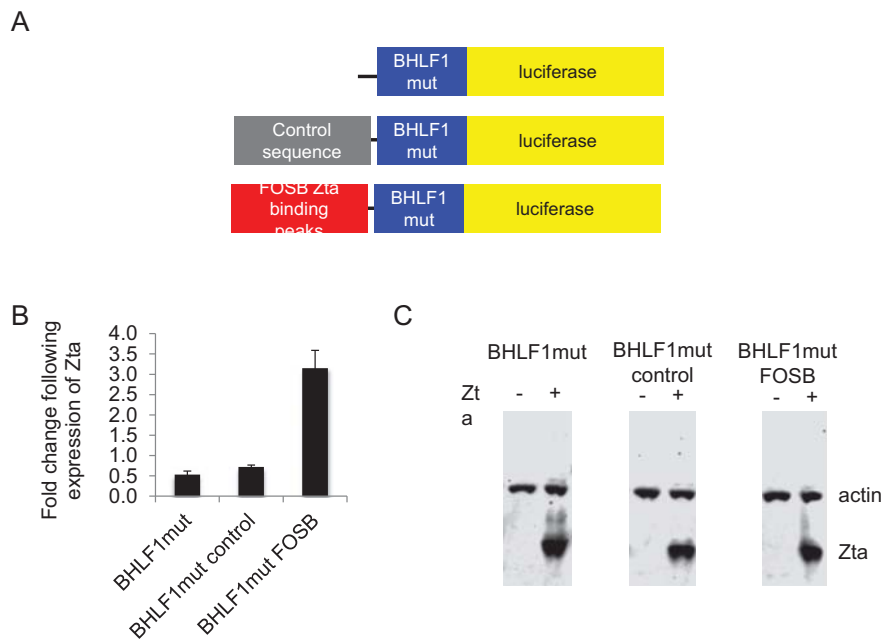 A
BHLF1
mut
luciferase
Control
sequence
BHLF1
mut
luciferase
FOSB Zta
binding
peaks
BHLF1
mut
luciferase
B
Fold change following
expression of Zta
4.0
3.5
3.0
2.5
2.0
1.5
1.0
0.5
0.0
BHLF1mut
BHLF1mut control
BHLF1mut FOSB
C
BHLF1mut
BHLF1mut
control
BHLF1mut
FOSB
Zt
a
- +
- +
- +
actin
Zta